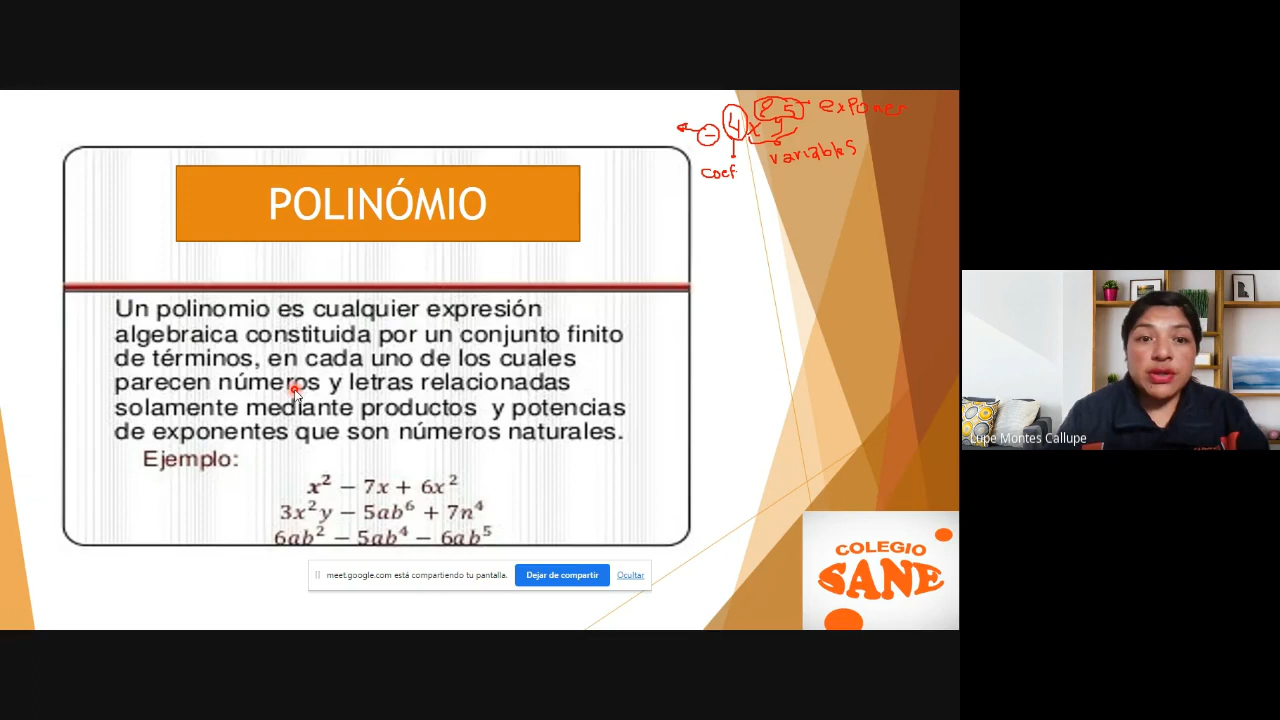 exponen
variables
coef.
POLINÓMIO
Un polinomio es cualquier expresión
algebraica constituida por un conjunto finito
de términos, en cada uno de los cuales
parecen números y letras relacionadas
solamente mediante productos y potencias
de exponentes que son números naturales.
Ejemplo:
x² − 7x + 6x²
3x²y − 5ab⁶ + 7n⁴
6ab² − 5ab⁴ − 6ab⁵
meet.google.com está compartiendo tu pantalla. Dejar de compartir Ocultar
COLEGIO
SANE
Lupe Montes Callupe